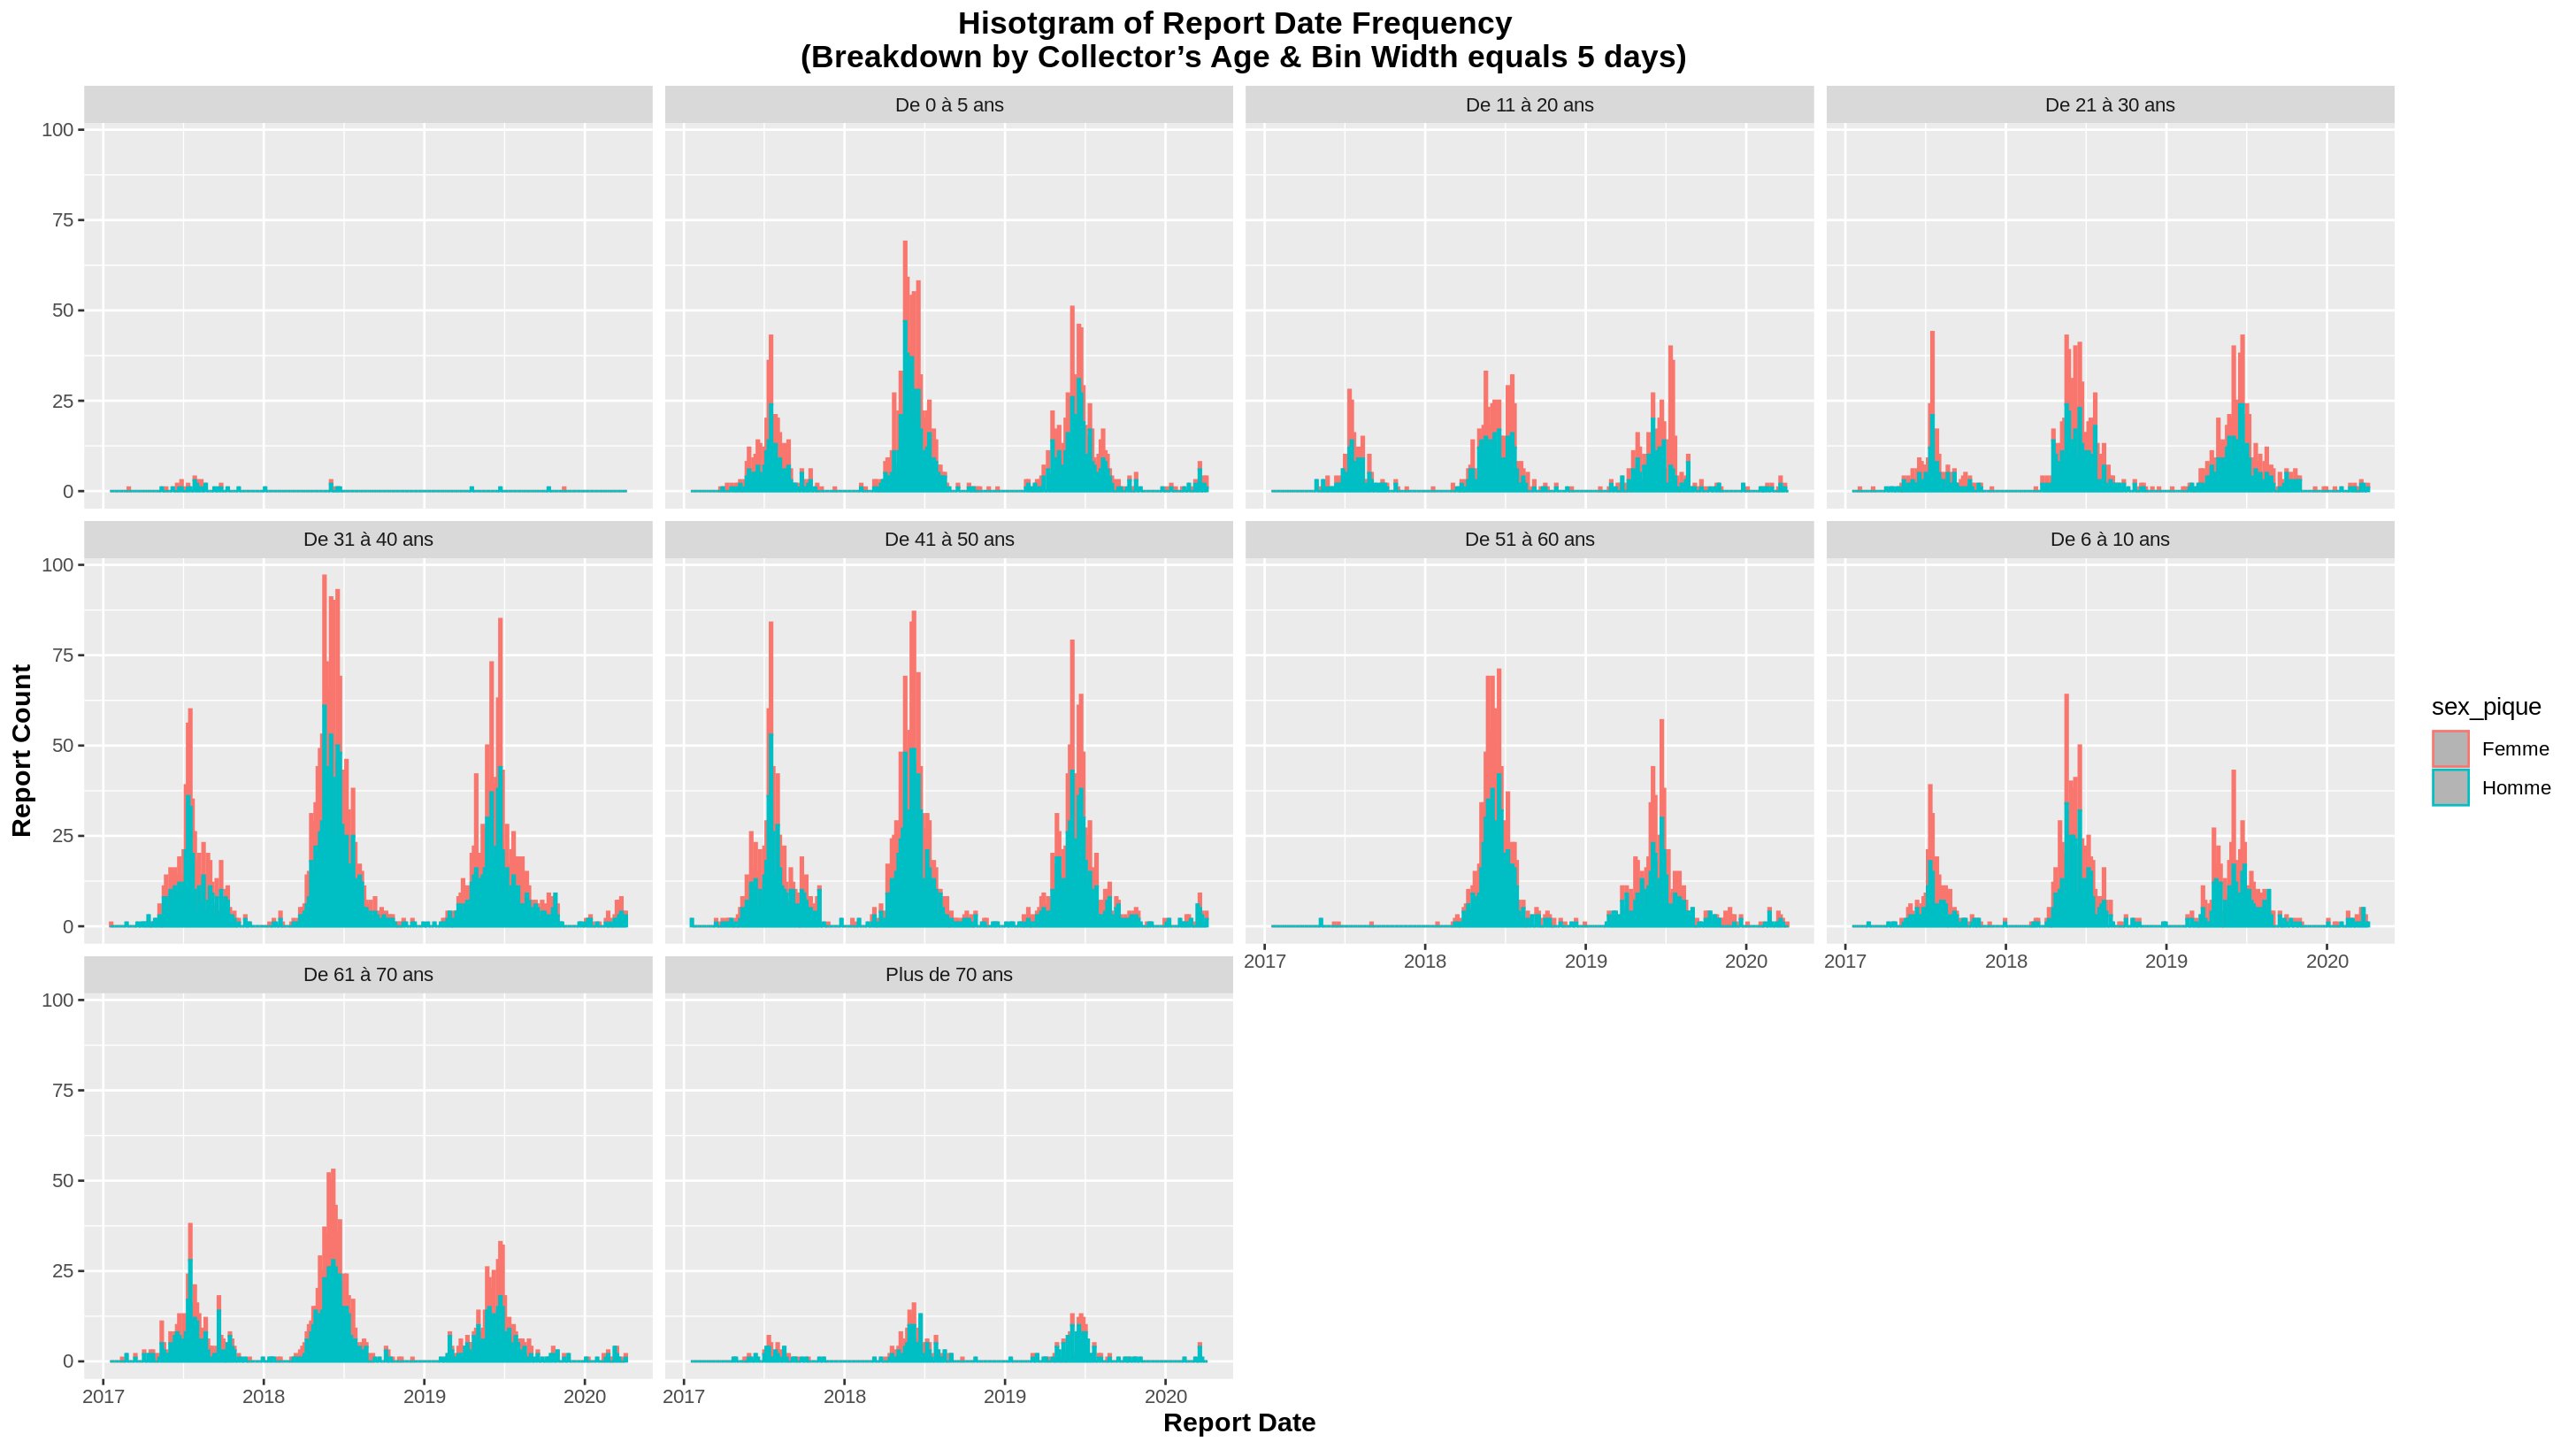 Hisotgram of Report Date Frequency
(Breakdown by Collector’s Age & Bin Width equals 5 days)
De 0 à 5 ans
De 11 à 20 ans
De 21 à 30 ans
100
75
50
25
0
De 31 à 40 ans
De 41 à 50 ans
De 51 à 60 ans
De 6 à 10 ans
100
75
50
25
0
2017 2018 2019 2020
2017 2018 2019 2020
De 61 à 70 ans
Plus de 70 ans
100
75
50
25
0
2017 2018 2019 2020
2017 2018 2019 2020
Report Count
Report Date
sex_pique
Femme
Homme